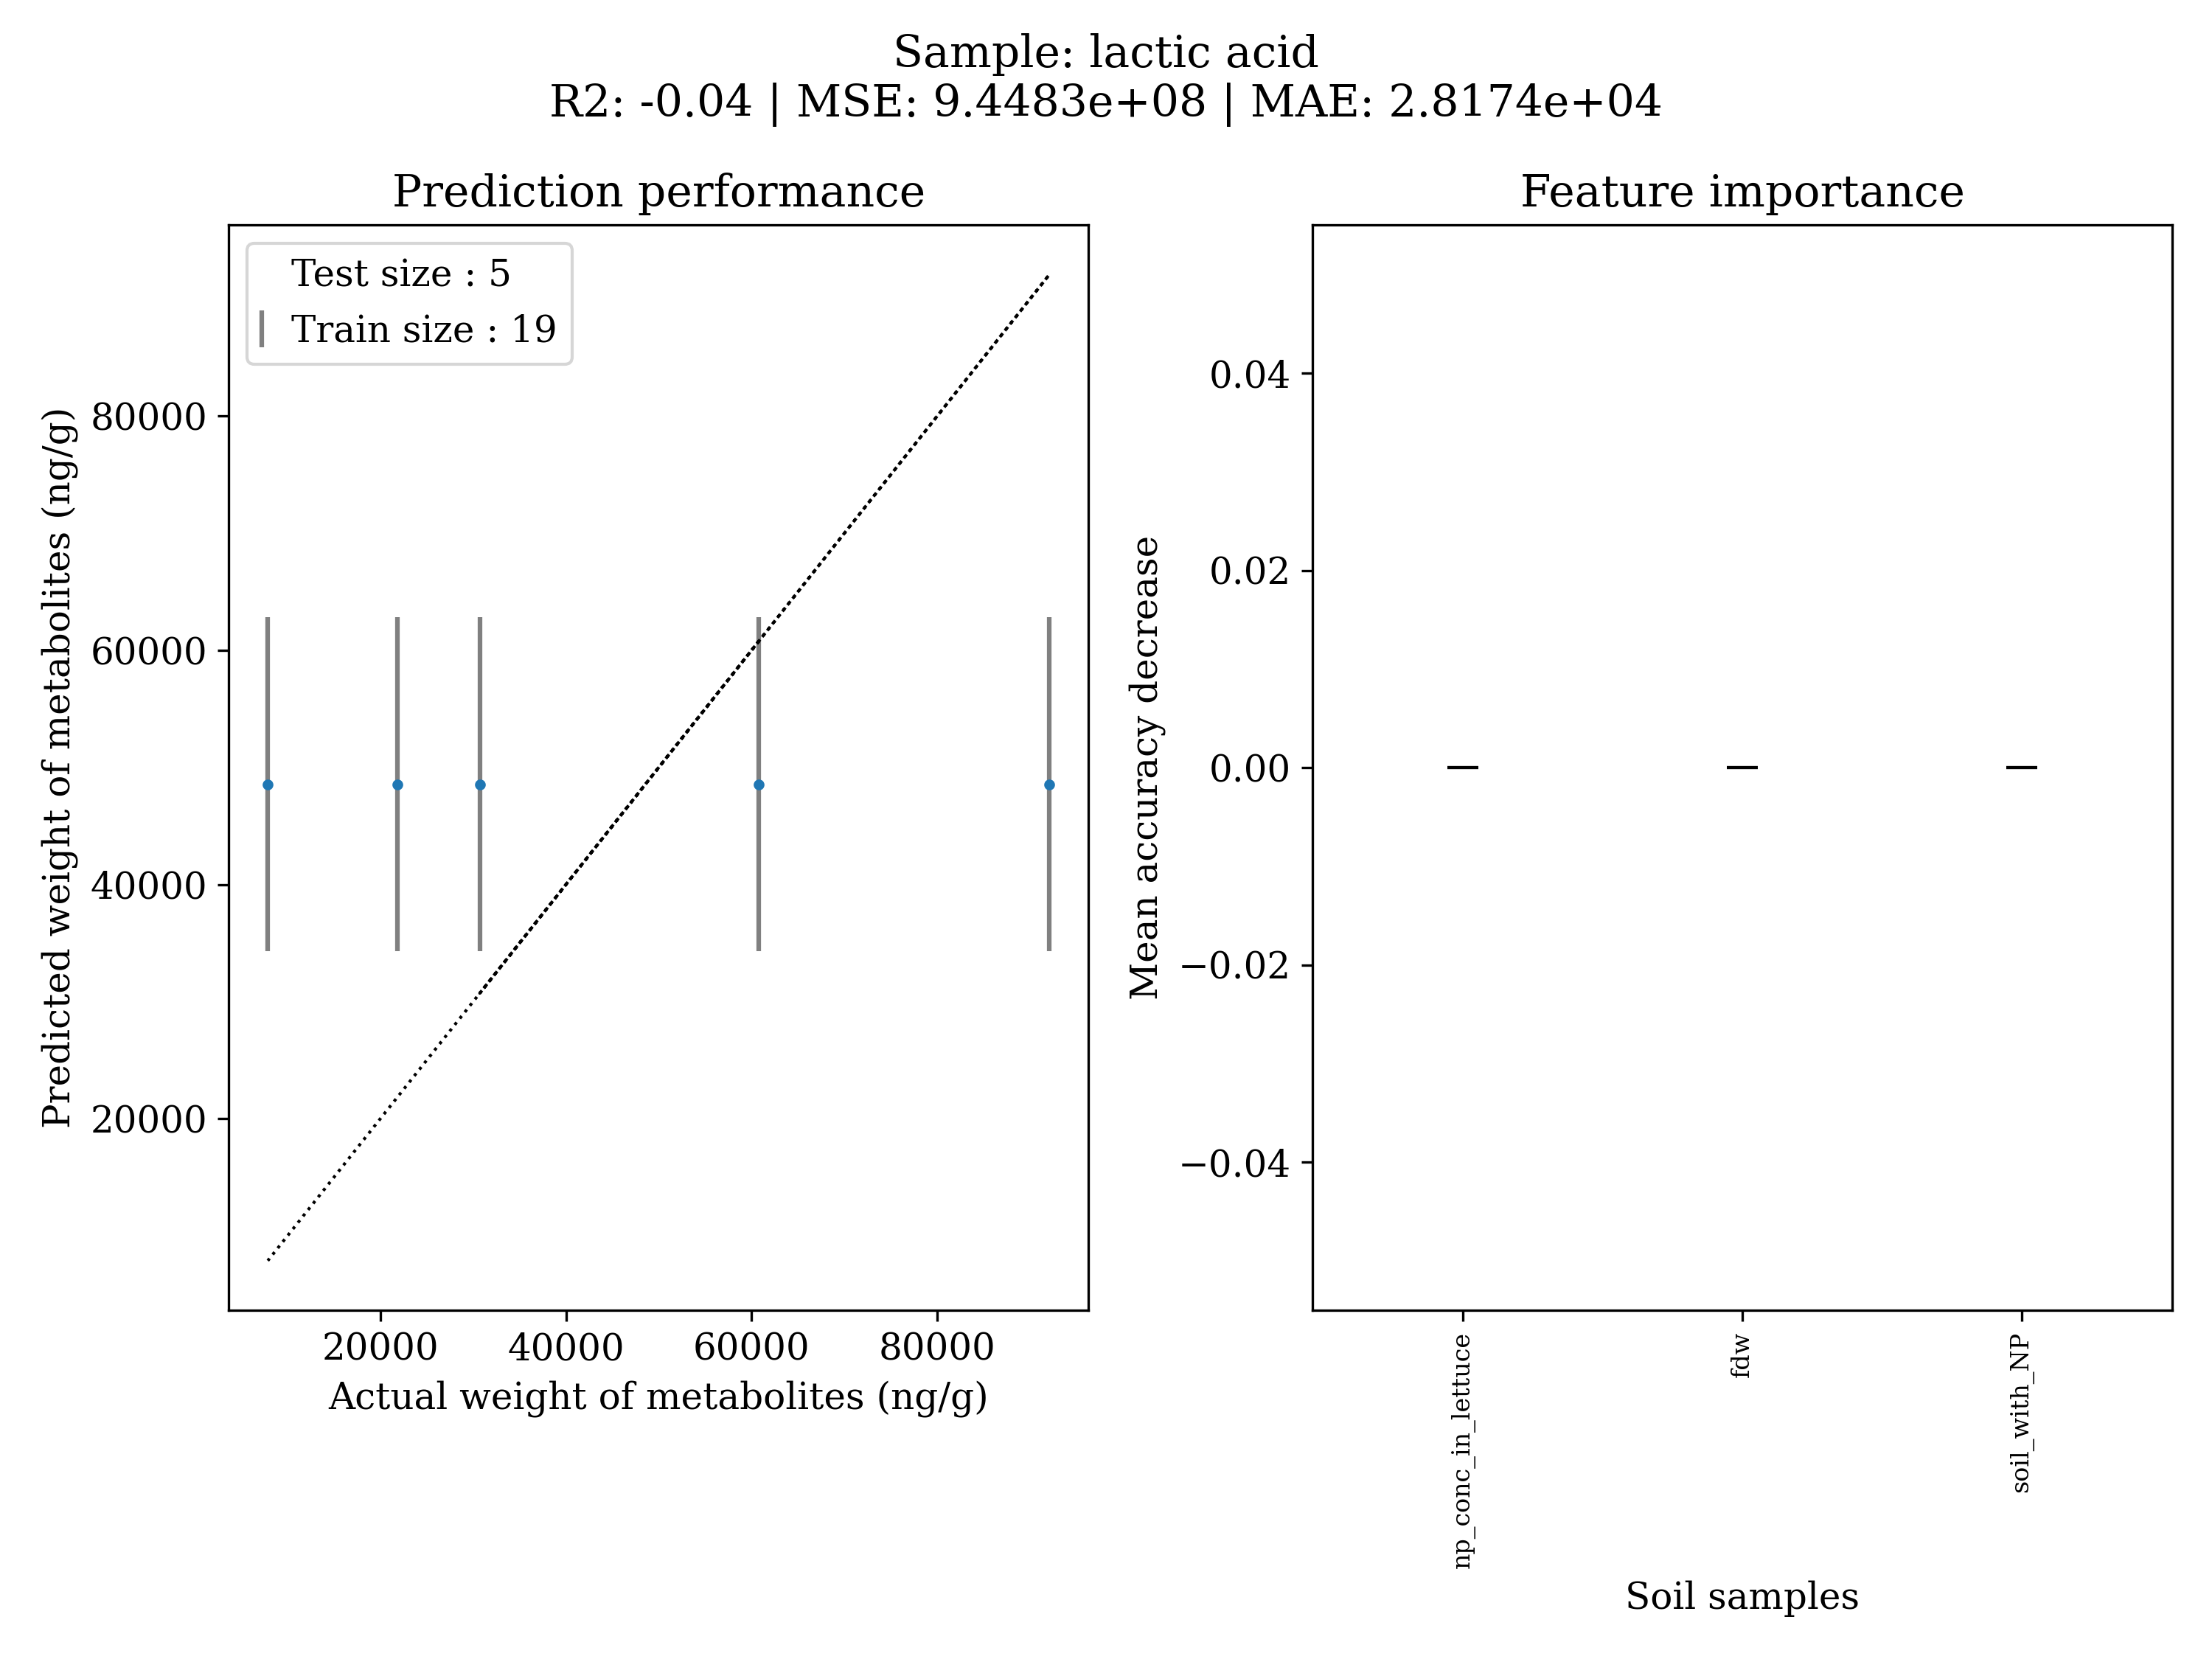 Sample: lactic acid
R2: -0.04 | MSE: 9.4483e+08 | MAE: 2.8174e+04
Prediction performance
Test size : 5
Train size : 19
Predicted weight of metabolites (ng/g)
80000
60000
40000
20000
20000 40000 60000 80000
Actual weight of metabolites (ng/g)
Feature importance
Mean accuracy decrease
0.04
0.02
0.00
−0.02
−0.04
np_conc_in_lettuce
fdw
soil_with_NP
Soil samples